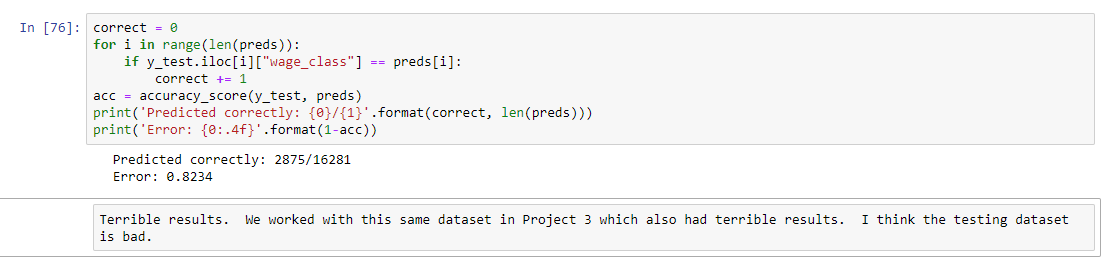 In [76]: correct = 0
for i in range(len(preds)):
    if y_test.iloc[i]["wage_class"] == preds[i]:
        correct += 1
acc = accuracy_score(y_test, preds)
print('Predicted correctly: {0}/{1}'.format(correct, len(preds)))
print('Error: {0:.4f}'.format(1-acc))
Predicted correctly: 2875/16281
Error: 0.8234
Terrible results.  We worked with this same dataset in Project 3 which also had terrible results.  I think the testing dataset
is bad.